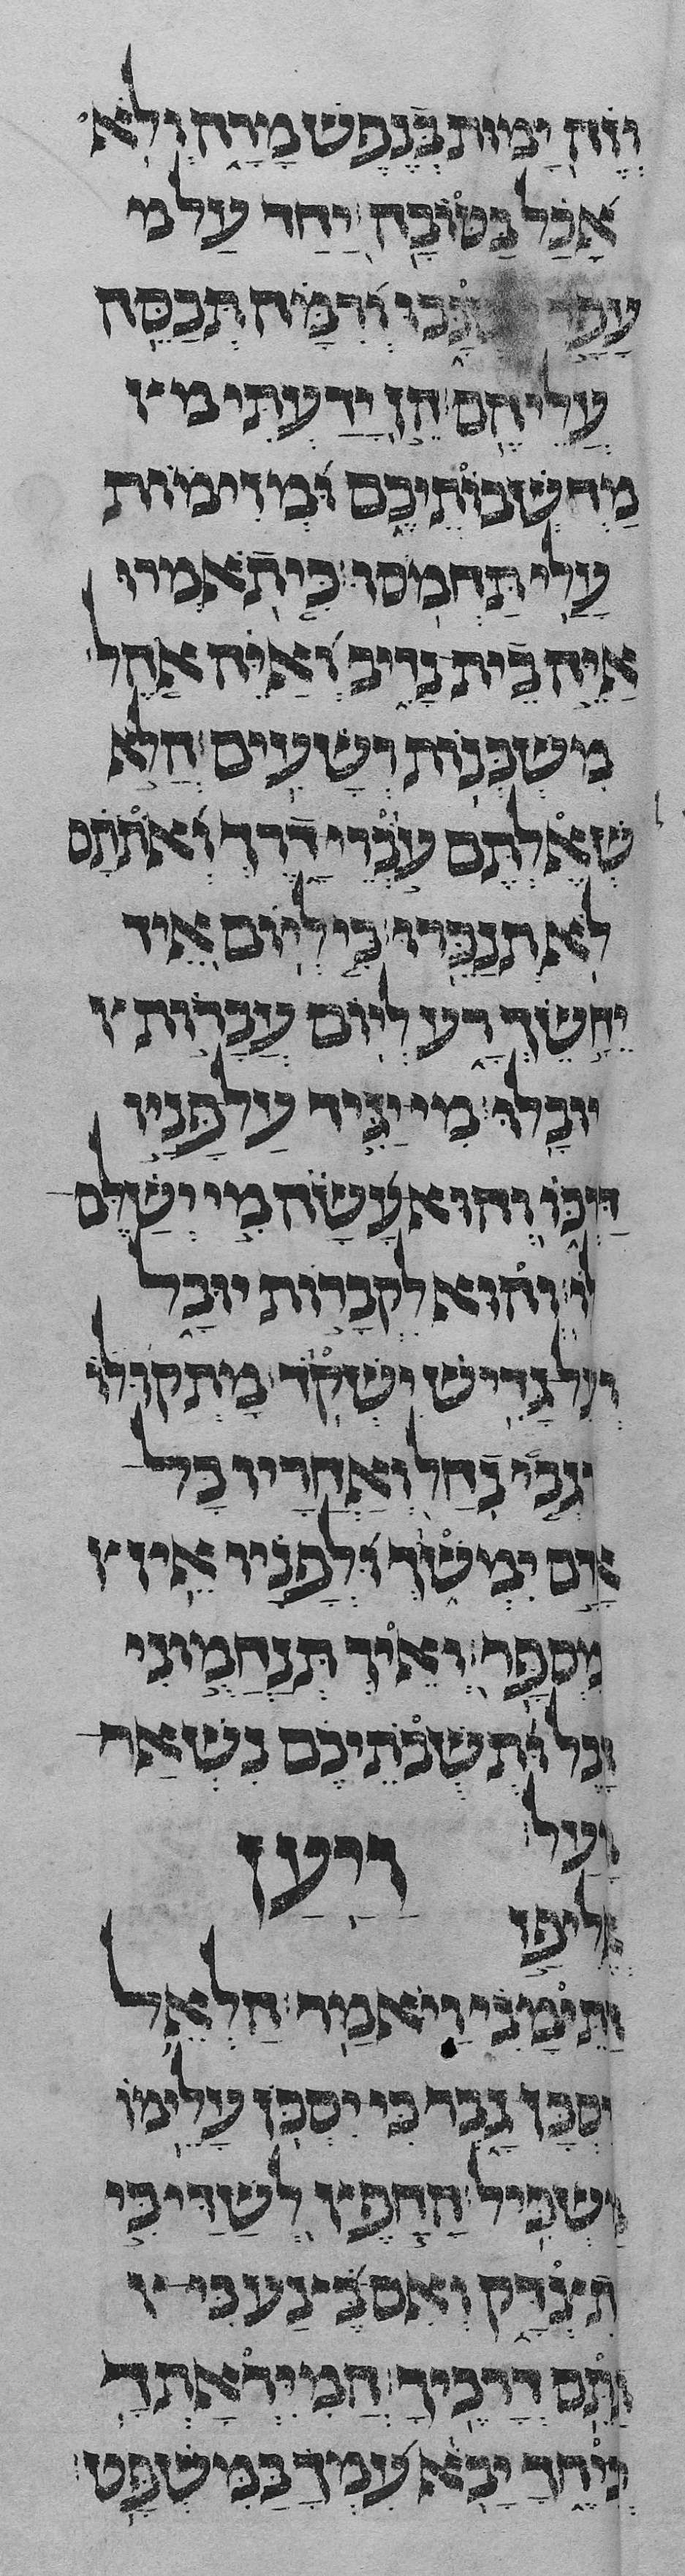 וזה ימות בנפש מרה ולא
אכל בטובה יחד על
עפר ישכבו ורמה תכסה
עליהם הן ידעתי
מחשבותיכם ומזימות
עלי תחמסו כי תאמרו
איה בית נדיב ואיה אהל
משכנות רשעים הלא
שאלתם עברי דרך ואתתם
לא תנכרו כי ליום איד
יחשך רע ליום עברות
יובלו מי יגיד על פניו
דרכו והוא עשה מי ישלם
לו והוא לקברות יובל
ועל גדיש ישקד מתקו לו
רגבי נחל ואחריו כל
אדם ימשך ולפניו אין
מספר ואיך תנחמוני
הבל ותשבתיכם נשאר
מעל ויען
אליפז
התימני ויאמר הלאל
יסכן גבר כי יסכן עלימו
משכיל החפץ לשדי כי
תצדק ואם בצע כי
תתם דרכיך המיראתך
יכיחך יבא עמך במשפט